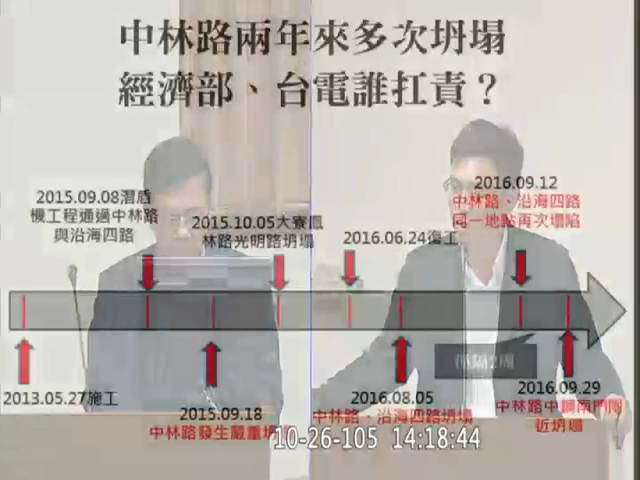 中林路兩年來多次坍塌
經濟部、台電誰扛責？
2015.09.08潛盾
機工程通過中林路
與沿海四路
2015.10.05大寮鳳
林路光明路坍塌
2016.06.24復工
2016.09.12
中林路、沿海四路
同一地點再次塌陷
2013.05.27施工
2015.09.18
中林路發生嚴重坍
2016.08.05
中林路、沿海四路坍塌
2016.09.29
中林路中鋼南門附
近坍塌
10-26-105 14:18:44